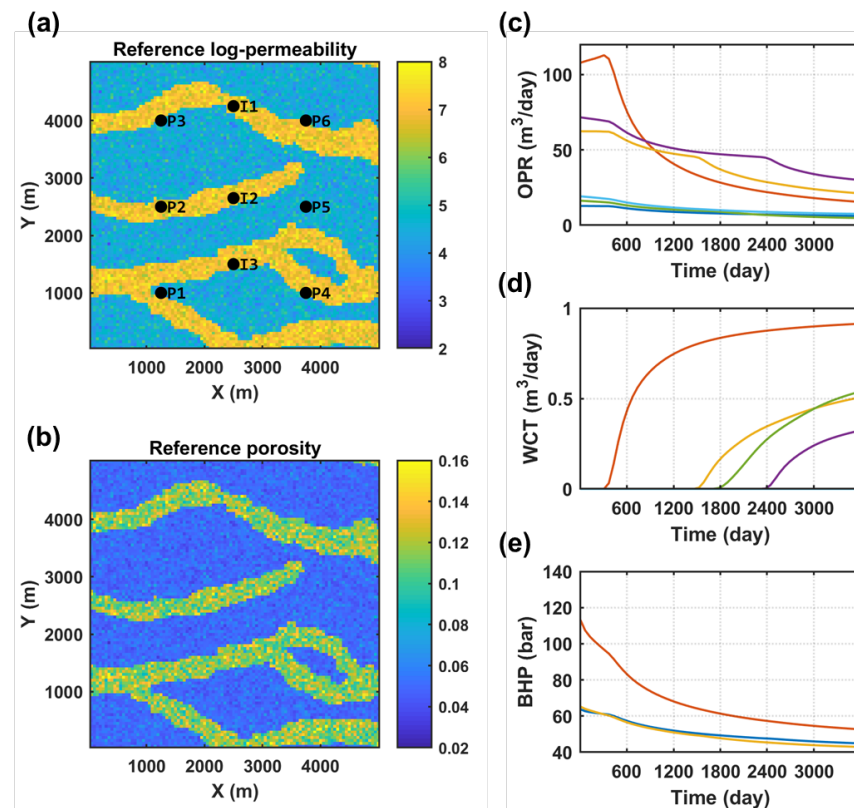 (a)
Reference log-permeability
8
7
6
5
4
3
2
4000
3000
2000
1000
Y (m)
P3
I1
P6
P2
I2
P5
I3
P1
P4
1000 2000 3000 4000
X (m)
(b)
Reference porosity
0.16
0.14
0.12
0.1
0.08
0.06
0.04
0.02
4000
3000
2000
1000
Y (m)
1000 2000 3000 4000
X (m)
(c)
100
50
0
OPR (m³/day)
600 1200 1800 2400 3000
Time (day)
(d)
1
0.5
0
WCT (m³/day)
600 1200 1800 2400 3000
Time (day)
(e)
140
120
100
80
60
40
BHP (bar)
600 1200 1800 2400 3000
Time (day)